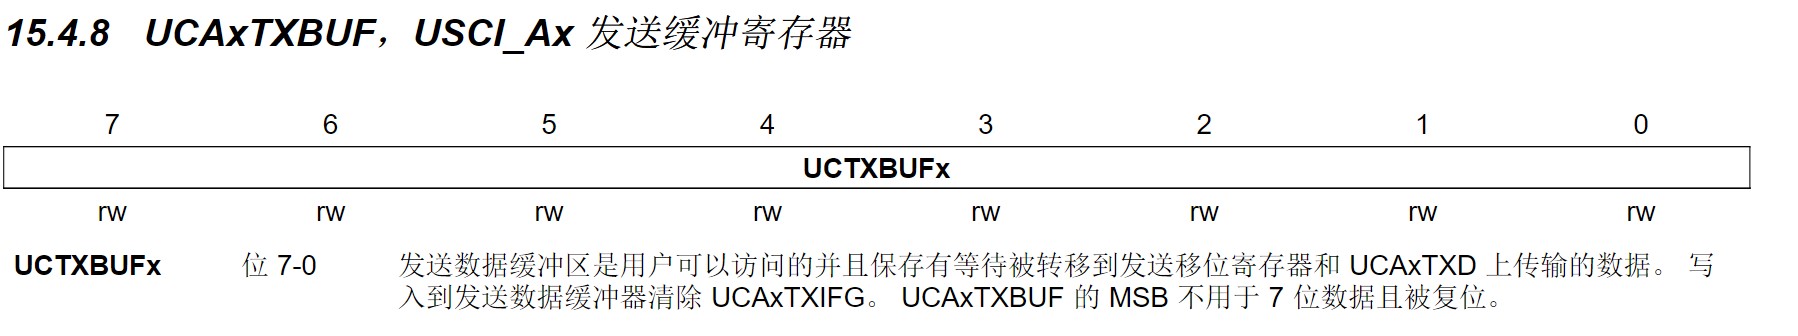 15.4.8 UCAxTXBUF，USCI_Ax 发送缓冲寄存器
7 6 5 4 3 2 1 0
UCTXBUFx
rw rw rw rw rw rw rw rw
UCTXBUFx 位 7-0 发送数据缓冲区是用户可以访问的并且保存有等待被转移到发送移位寄存器和 UCAxTXD 上传输的数据。 写
入到发送数据缓冲器清除 UCAxTXIFG。 UCAxTXBUF 的 MSB 不用于 7 位数据且被复位。